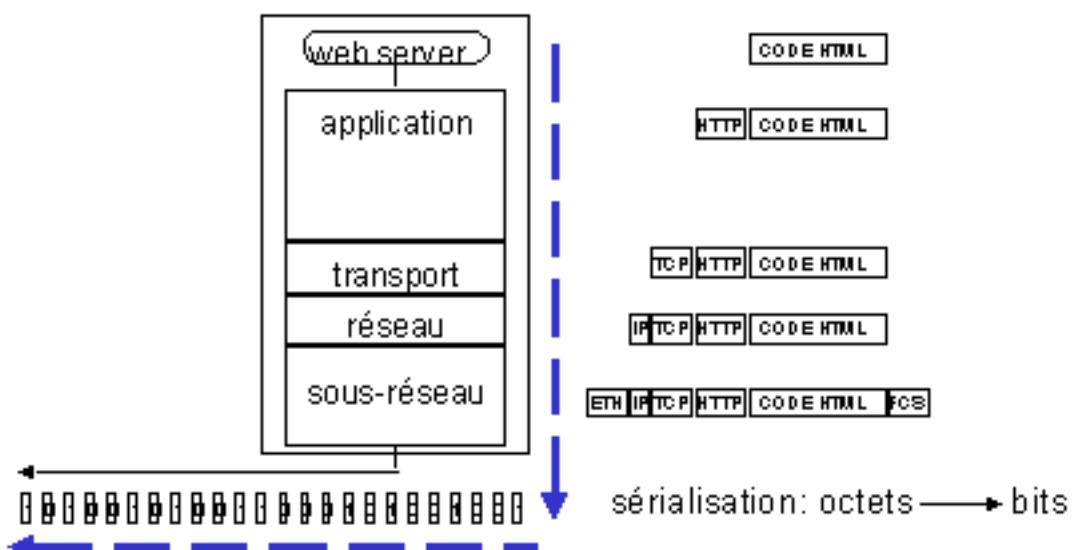 web server
CODE HTML
application
HTTP CODE HTML
transport
TCP HTTP CODE HTML
réseau
IP TCP HTTP CODE HTML
sous-réseau
ETH IP TCP HTTP CODE HTML FCS
sérialisation: octets bits